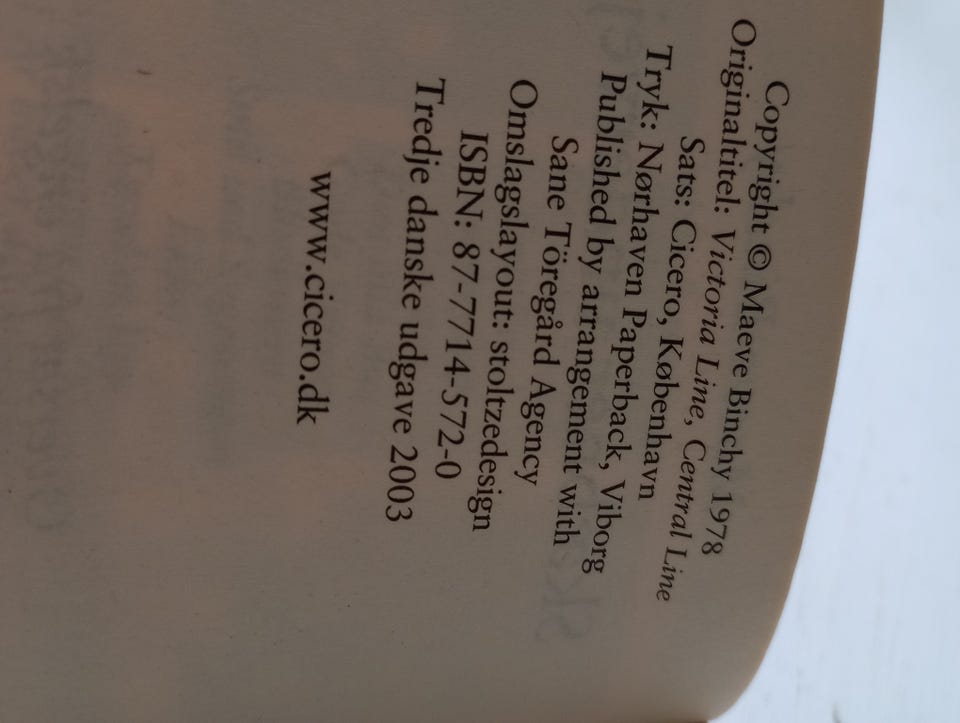 Copyright © Maeve Binchy 1978
Originaltitel: Victoria Line, Central Line
Sats: Cicero, København
Tryk: Nørhaven Paperback, Viborg
Published by arrangement with
Sane Töregård Agency
Omslagslayout: stoltzedesign
ISBN: 87-7714-572-0
Tredje danske udgave 2003
www.cicero.dk